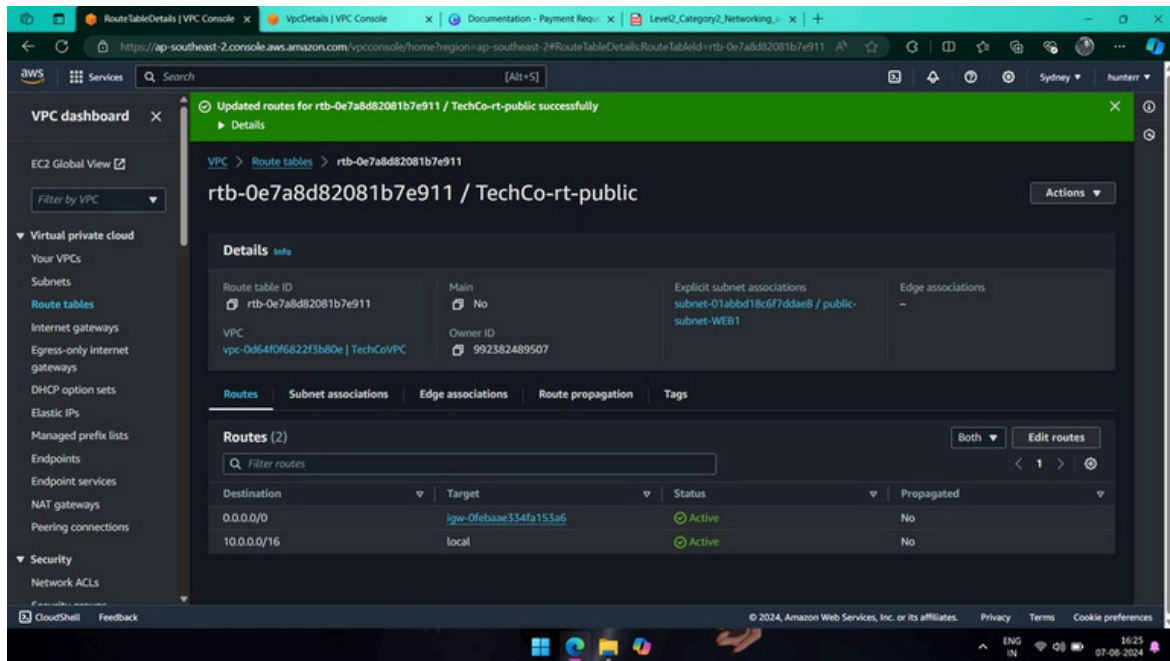 RouteTableDetails | VPC Console
VpcDetails | VPC Console
Documentation - Payment Requ
Level2_Category2_Networking_a
https://ap-southeast-2.console.aws.amazon.com/vpcconsole/home?region=ap-southeast-2#RouteTableDetails:RouteTableId=rtb-0e7a8d82081b7e911
aws
Services
Search
[Alt+S]
Sydney
hunterr
VPC dashboard
EC2 Global View
Filter by VPC
Virtual private cloud
Your VPCs
Subnets
Route tables
Internet gateways
Egress-only internet
gateways
DHCP option sets
Elastic IPs
Managed prefix lists
Endpoints
Endpoint services
NAT gateways
Peering connections
Security
Network ACLs
Updated routes for rtb-0e7a8d82081b7e911 / TechCo-rt-public successfully
Details
VPC > Route tables > rtb-0e7a8d82081b7e911
rtb-0e7a8d82081b7e911 / TechCo-rt-public
Actions
Details Info
Route table ID
rtb-0e7a8d82081b7e911
Main
No
Explicit subnet associations
subnet-01abbd18c6f7ddae8 / public-
subnet-WEB1
Edge associations
–
VPC
vpc-0d64f0f6822f3b80e | TechCoVPC
Owner ID
992382489507
Routes
Subnet associations
Edge associations
Route propagation
Tags
Routes (2)
Both
Edit routes
Filter routes
< 1 >
Destination Target Status Propagated
0.0.0.0/0 igw-0febaae334fa153a6 Active No
10.0.0.0/16 local Active No
CloudShell
Feedback
© 2024, Amazon Web Services, Inc. or its affiliates.
Privacy
Terms
Cookie preferences
ENG
IN
16:25
07-08-2024